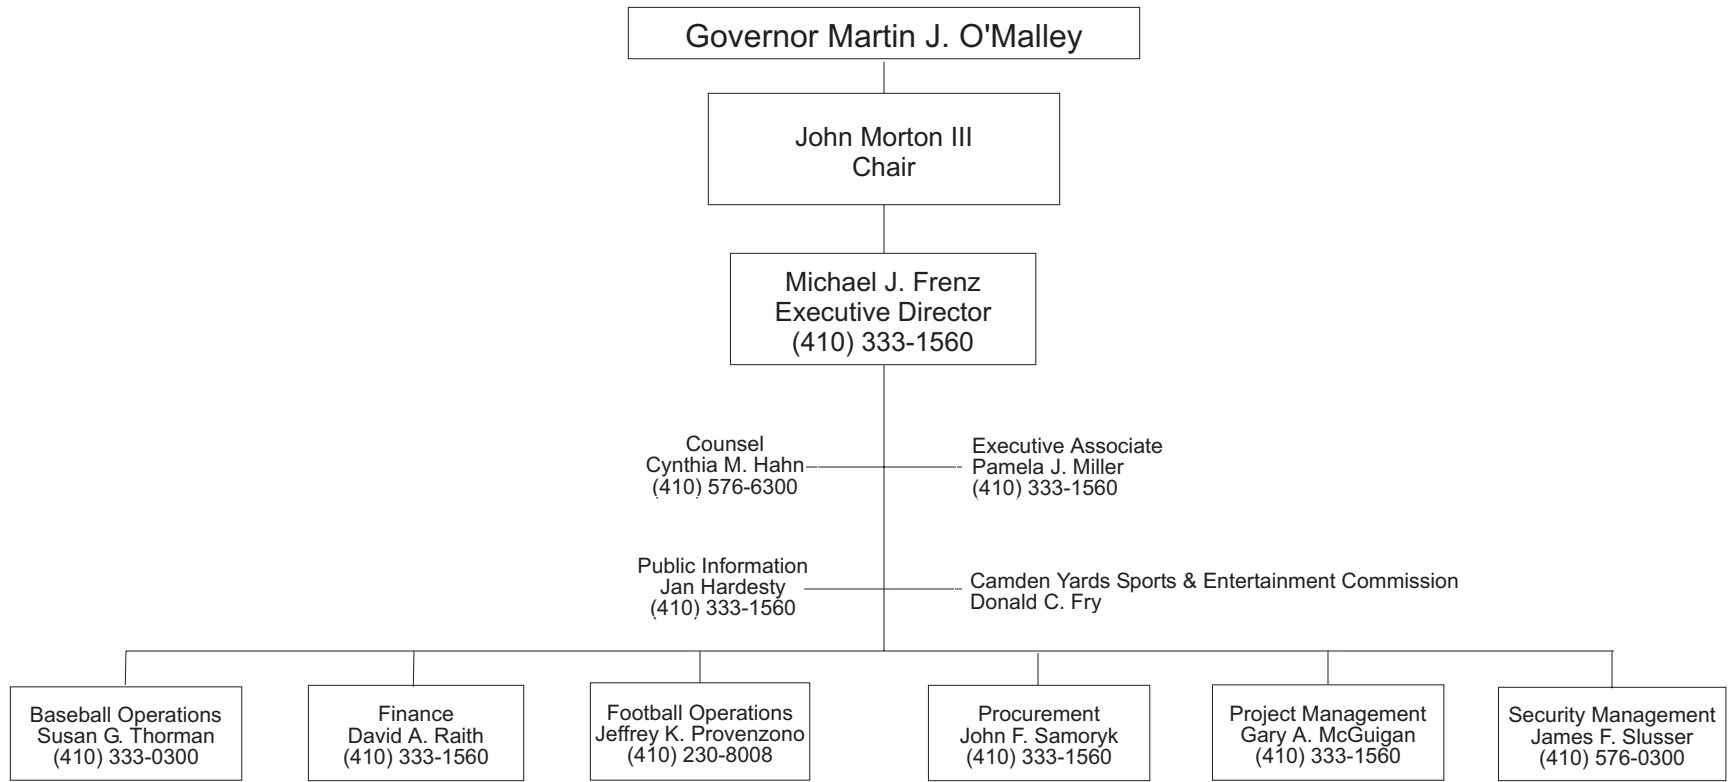 Governor Martin J. O'Malley
John Morton III
Chair
Michael J. Frenz
Executive Director
(410) 333-1560
Counsel
Cynthia M. Hahn
(410) 576-6300
Executive Associate
Pamela J. Miller
(410) 333-1560
Public Information
Jan Hardesty
(410) 333-1560
Camden Yards Sports & Entertainment Commission
Donald C. Fry
Baseball Operations
Susan G. Thorman
(410) 333-0300
Finance
David A. Raith
(410) 333-1560
Football Operations
Jeffrey K. Provenzono
(410) 230-8008
Procurement
John F. Samoryk
(410) 333-1560
Project Management
Gary A. McGuigan
(410) 333-1560
Security Management
James F. Slusser
(410) 576-0300